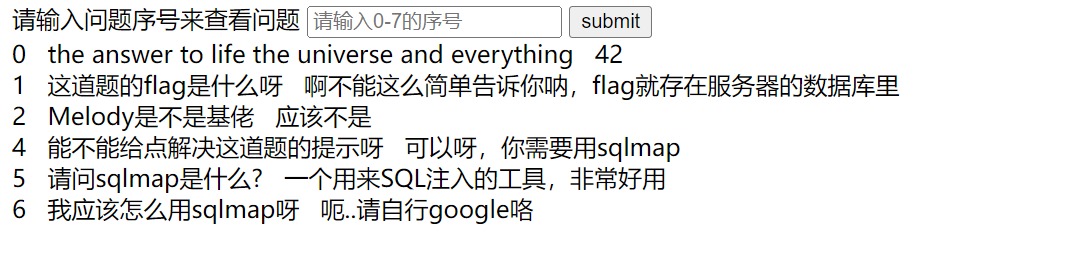 请输入问题序号来查看问题 请输入0-7的序号 submit
0 the answer to life the universe and everything 42
1 这道题的flag是什么呀 啊不能这么简单告诉你呐，flag就存在服务器的数据库里
2 Melody是不是基佬 应该不是
4 能不能给点解决这道题的提示呀 可以呀，你需要用sqlmap
5 请问sqlmap是什么? 一个用来SQL注入的工具，非常好用
6 我应该怎么用sqlmap呀 呃..请自行google咯